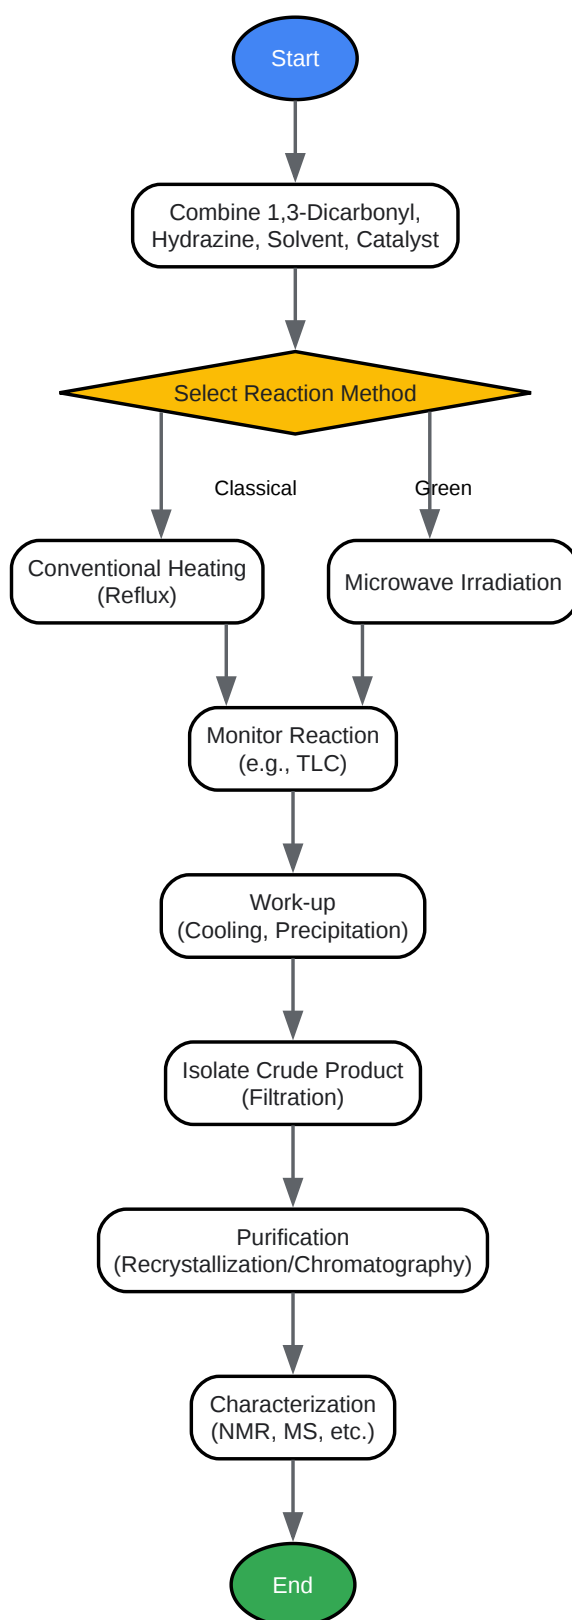 Start
Combine 1,3-Dicarbonyl,
Hydrazine, Solvent, Catalyst
Select Reaction Method
Classical
Green
Conventional Heating
(Reflux)
Microwave Irradiation
Monitor Reaction
(e.g., TLC)
Work-up
(Cooling, Precipitation)
Isolate Crude Product
(Filtration)
Purification
(Recrystallization/Chromatography)
Characterization
(NMR, MS, etc.)
End